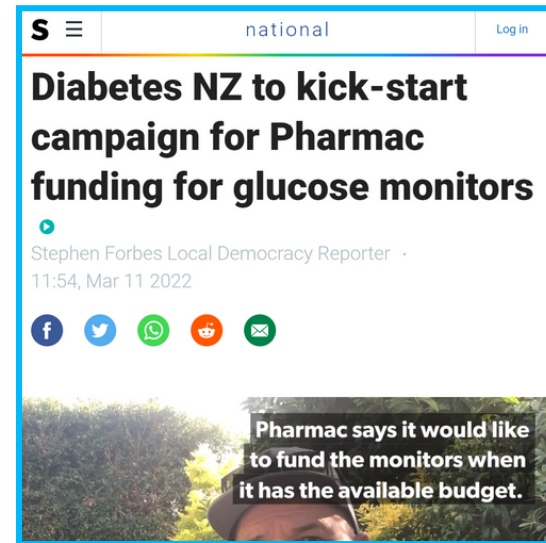 S national Log in
Diabetes NZ to kick-start
campaign for Pharmac
funding for glucose monitors
Stephen Forbes Local Democracy Reporter ·
11:54, Mar 11 2022
Pharmac says it would like
to fund the monitors when
it has the available budget.